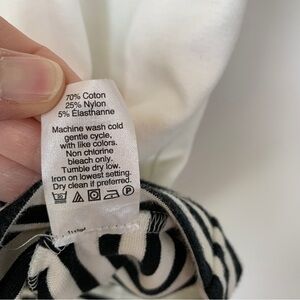 70% Coton
25% Nylon
5% Élasthanne
Machine wash cold
gentle cycle,
with like colors.
Non chlorine
bleach only.
Tumble dry low.
Iron on lowest setting.
Dry clean if preferred.